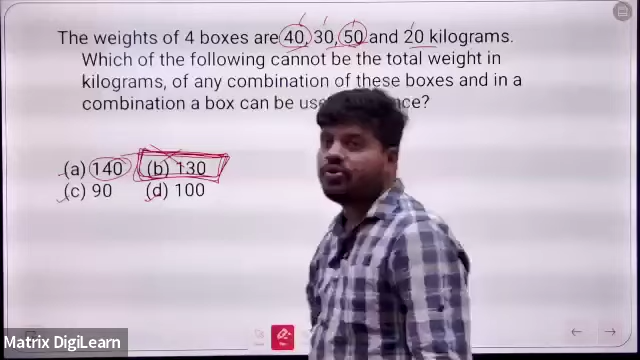 The weights of 4 boxes are 40, 30, 50 and 20 kilograms.
Which of the following cannot be the total weight in
kilograms, of any combination of these boxes and in a
combination a box can be use nce?
(a) 140 (b) 130
(c) 90 (d) 100
Matrix DigiLearn